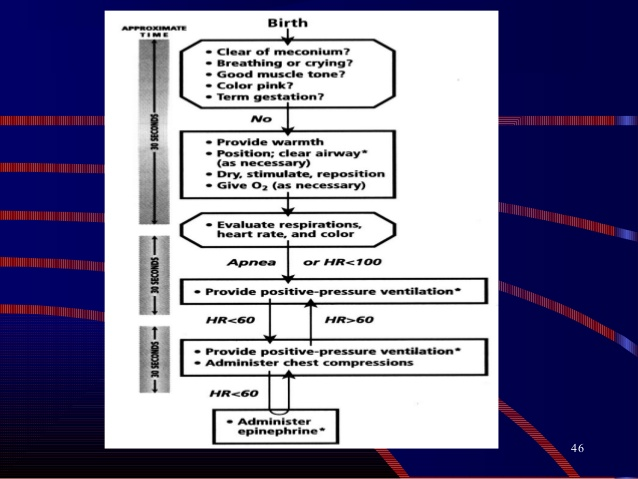 Birth
APPROXIMATE
TIME
• Clear of meconium?
• Breathing or crying?
• Good muscle tone?
• Color pink?
• Term gestation?
30 SECONDS
No
• Provide warmth
• Position; clear airway*
(as necessary)
• Dry, stimulate, reposition
• Give O₂ (as necessary)
• Evaluate respirations,
heart rate, and color
Apnea or HR<100
30 SECONDS
• Provide positive-pressure ventilation*
HR<60 HR>60
30 SECONDS
• Provide positive-pressure ventilation*
• Administer chest compressions
HR<60
• Administer
epinephrine*
46